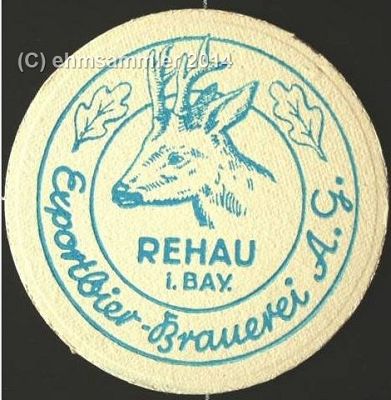 (C) ehmsammler 2014
REHAU
i. BAY.
Exportbier-Brauerei A.G.